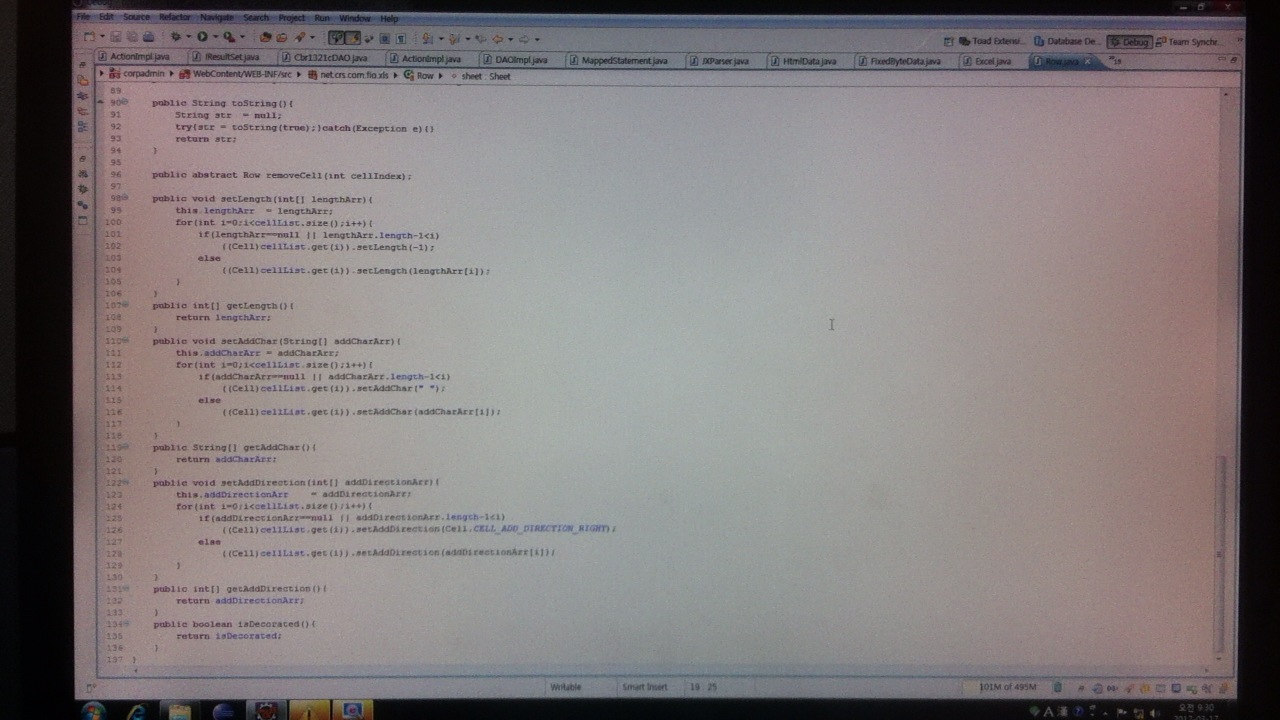 File Edit Source Refactor Navigate Search Project Run Window Help
Toad Extensi... Database De... Debug Team Synchr...
ActionImpl.java IResultSet.java Cbr1321cDAO.java ActionImpl.java DAOImpl.java MappedStatement.java JXParser.java HtmlData.java FixedByteData.java Excel.java Row.java
corpadmin WebContent/WEB-INF/src net.crs.com.fio.xls Row sheet : Sheet
89
90 public String toString(){
91 String str = null;
92 try{str = toString(true);}catch(Exception e){}
93 return str;
94 }
95
96 public abstract Row removeCell(int cellIndex);
97
98 public void setLength(int[] lengthArr){
99 this.lengthArr = lengthArr;
100 for(int i=0;i<cellList.size();i++){
101 if(lengthArr==null || lengthArr.length-1<i)
102 ((Cell)cellList.get(i)).setLength(-1);
103 else
104 ((Cell)cellList.get(i)).setLength(lengthArr[i]);
105 }
106 }
107 public int[] getLength(){
108 return lengthArr;
109 }
110 public void setAddChar(String[] addCharArr){
111 this.addCharArr = addCharArr;
112 for(int i=0;i<cellList.size();i++){
113 if(addCharArr==null || addCharArr.length-1<i)
114 ((Cell)cellList.get(i)).setAddChar(" ");
115 else
116 ((Cell)cellList.get(i)).setAddChar(addCharArr[i]);
117 }
118 }
119 public String[] getAddChar(){
120 return addCharArr;
121 }
122 public void setAddDirection(int[] addDirectionArr){
123 this.addDirectionArr = addDirectionArr;
124 for(int i=0;i<cellList.size();i++){
125 if(addDirectionArr==null || addDirectionArr.length-1<i)
126 ((Cell)cellList.get(i)).setAddDirection(Cell.CELL_ADD_DIRECTION_RIGHT);
127 else
128 ((Cell)cellList.get(i)).setAddDirection(addDirectionArr[i]);
129 }
130 }
131 public int[] getAddDirection(){
132 return addDirectionArr;
133 }
134 public boolean isDecorated(){
135 return isDecorated;
136 }
137 }
Writable Smart Insert 19 : 25 101M of 495M
A 漢 오전 9:30